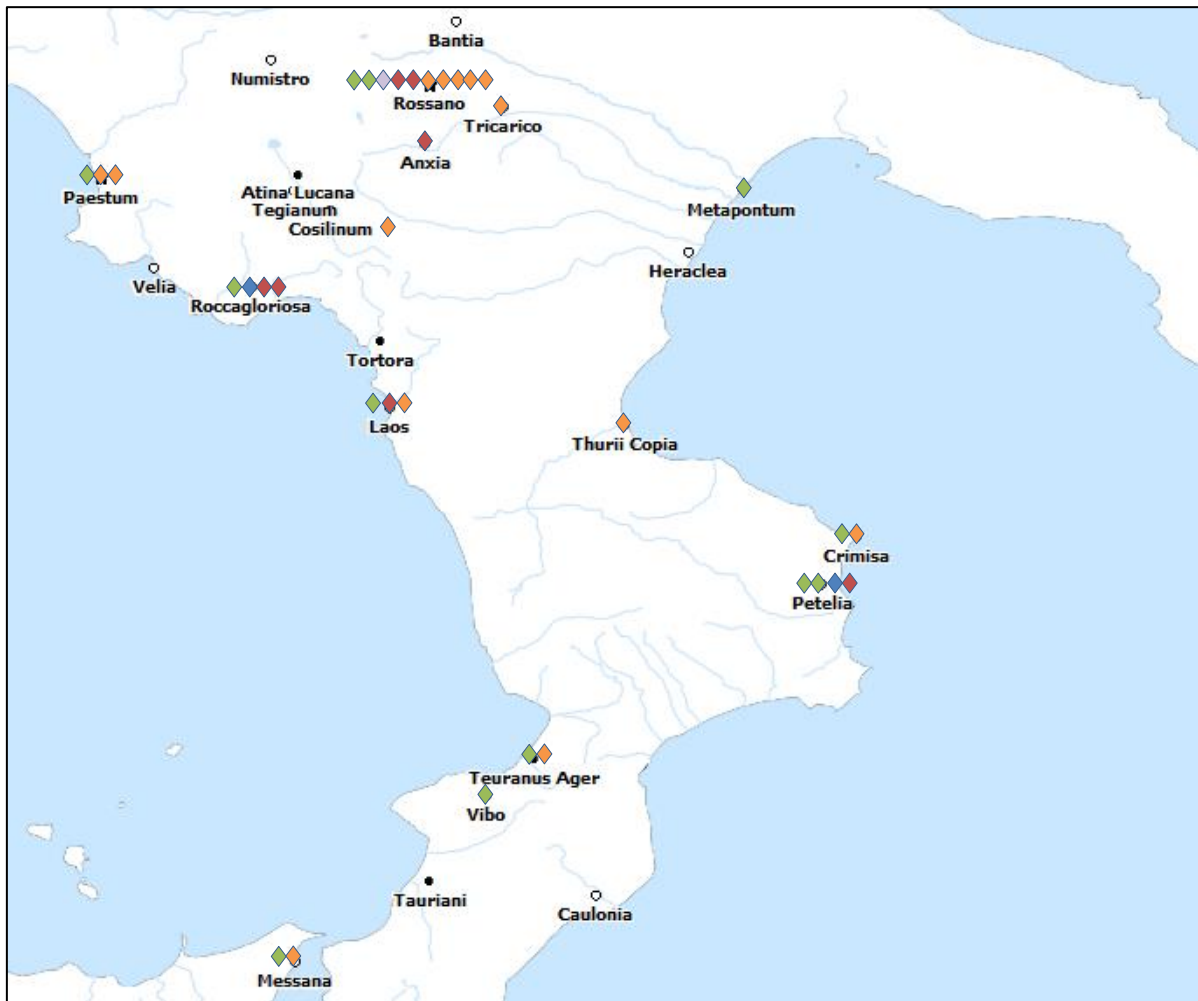 Bantia
Numistro
Rossano
Tricarico
Anxia
Atina Lucana
Paestum
Metapontum
Tegianum
Cosilinum
Heraclea
Velia
Roccagloriosa
Tortora
Laos
Thurii Copia
Crimisa
Petelia
Teuranus Ager
Vibo
Tauriani
Caulonia
Messana